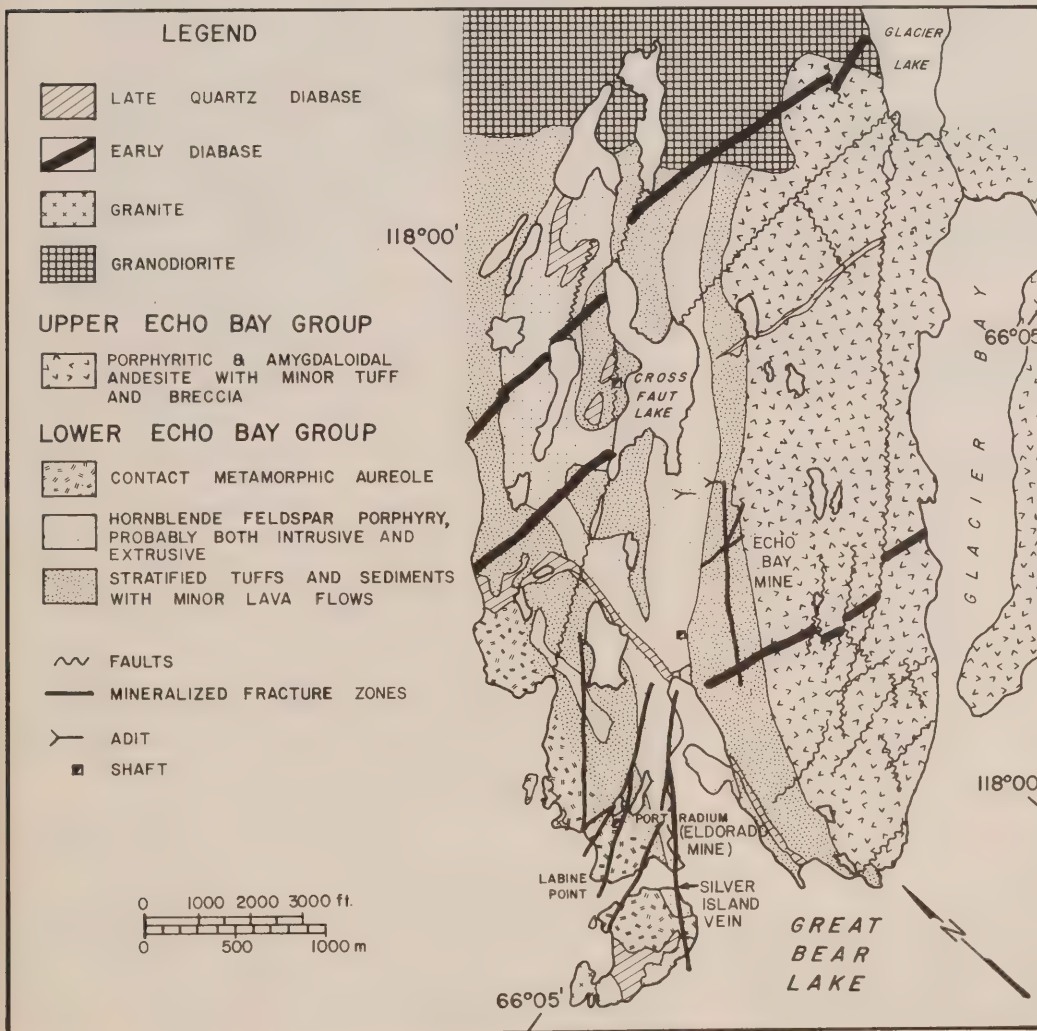 LEGEND
LATE QUARTZ DIABASE
EARLY DIABASE
GRANITE
GRANODIORITE
UPPER ECHO BAY GROUP
PORPHYRITIC & AMYGDALOIDAL
ANDESITE WITH MINOR TUFF
AND BRECCIA
LOWER ECHO BAY GROUP
CONTACT METAMORPHIC AUREOLE
HORNBLENDE FELDSPAR PORPHYRY,
PROBABLY BOTH INTRUSIVE AND
EXTRUSIVE
STRATIFIED TUFFS AND SEDIMENTS
WITH MINOR LAVA FLOWS
FAULTS
MINERALIZED FRACTURE ZONES
ADIT
SHAFT
0 1000 2000 3000 ft.
0 500 1000 m
GLACIER
LAKE
118°00'
66°05'
GLACIER BAY
CROSS
FAUT
LAKE
ECHO
BAY
MINE
118°00'
PORT RADIUM
(ELDORADO
MINE)
LABINE
POINT
SILVER
ISLAND
VEIN
GREAT
BEAR
LAKE
N
66°05'